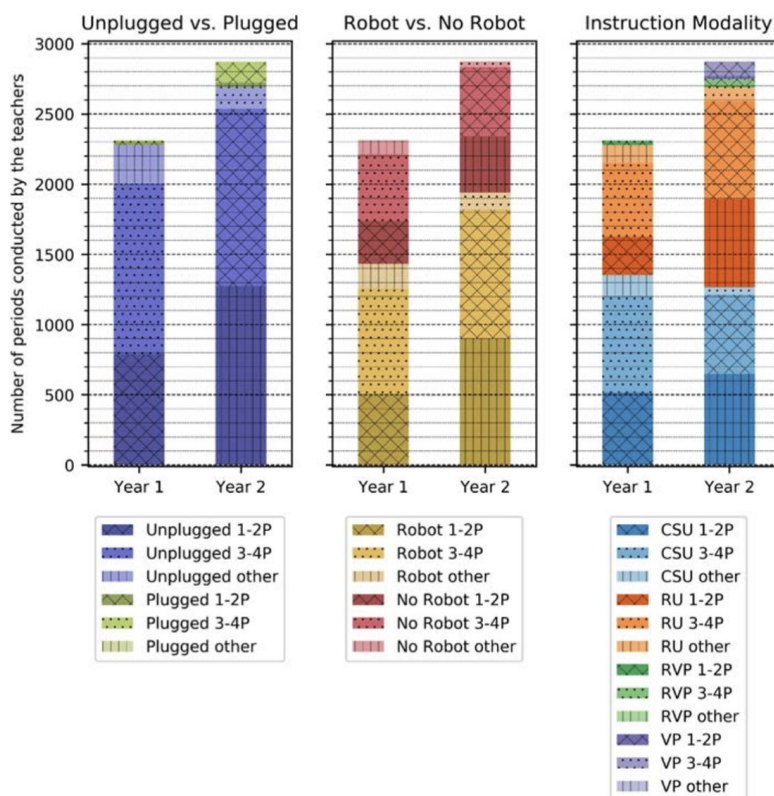 Unplugged vs. Plugged
Robot vs. No Robot
Instruction Modality
Number of periods conducted by the teachers
3000
2500
2000
1500
1000
500
0
Year 1
Year 2
Year 1
Year 2
Year 1
Year 2
Unplugged 1-2P
Unplugged 3-4P
Unplugged other
Plugged 1-2P
Plugged 3-4P
Plugged other
Robot 1-2P
Robot 3-4P
Robot other
No Robot 1-2P
No Robot 3-4P
No Robot other
CSU 1-2P
CSU 3-4P
CSU other
RU 1-2P
RU 3-4P
RU other
RVP 1-2P
RVP 3-4P
RVP other
VP 1-2P
VP 3-4P
VP other